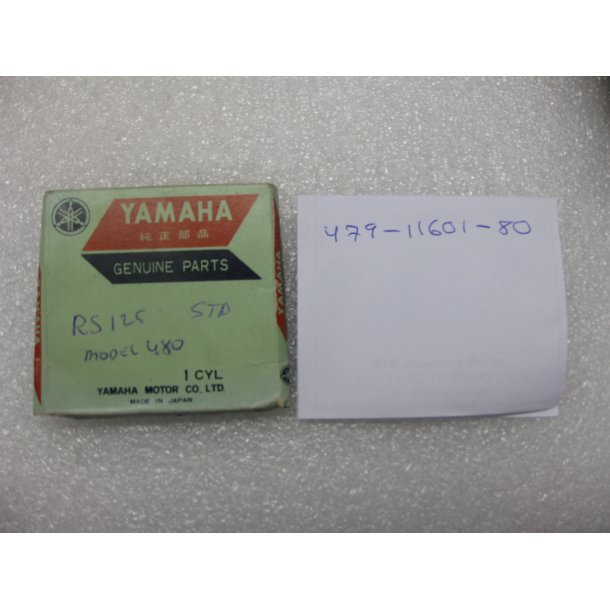 YAMAHA
純正部品
GENUINE PARTS
RS125 STD
MODEL 480
1 CYL.
YAMAHA MOTOR CO., LTD.
MADE IN JAPAN
YAMAHA
479-11601-80